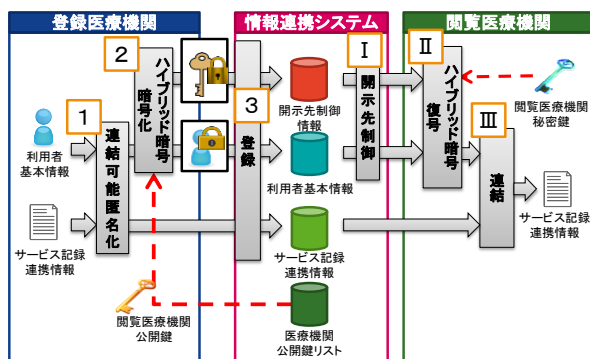 登録医療機関
情報連携システム
閲覧医療機関
1
2
3
Ⅰ
Ⅱ
Ⅲ
利用者
基本情報
サービス記録
連携情報
連結可能匿名化
ハイブリッド暗号
暗号化
登録
閲覧医療機関
公開鍵
開示先制御
情報
利用者基本情報
サービス記録
連携情報
医療機関
公開鍵リスト
開示先制御
ハイブリッド暗号
復号
閲覧医療機関
秘密鍵
連結
サービス記録
連携情報